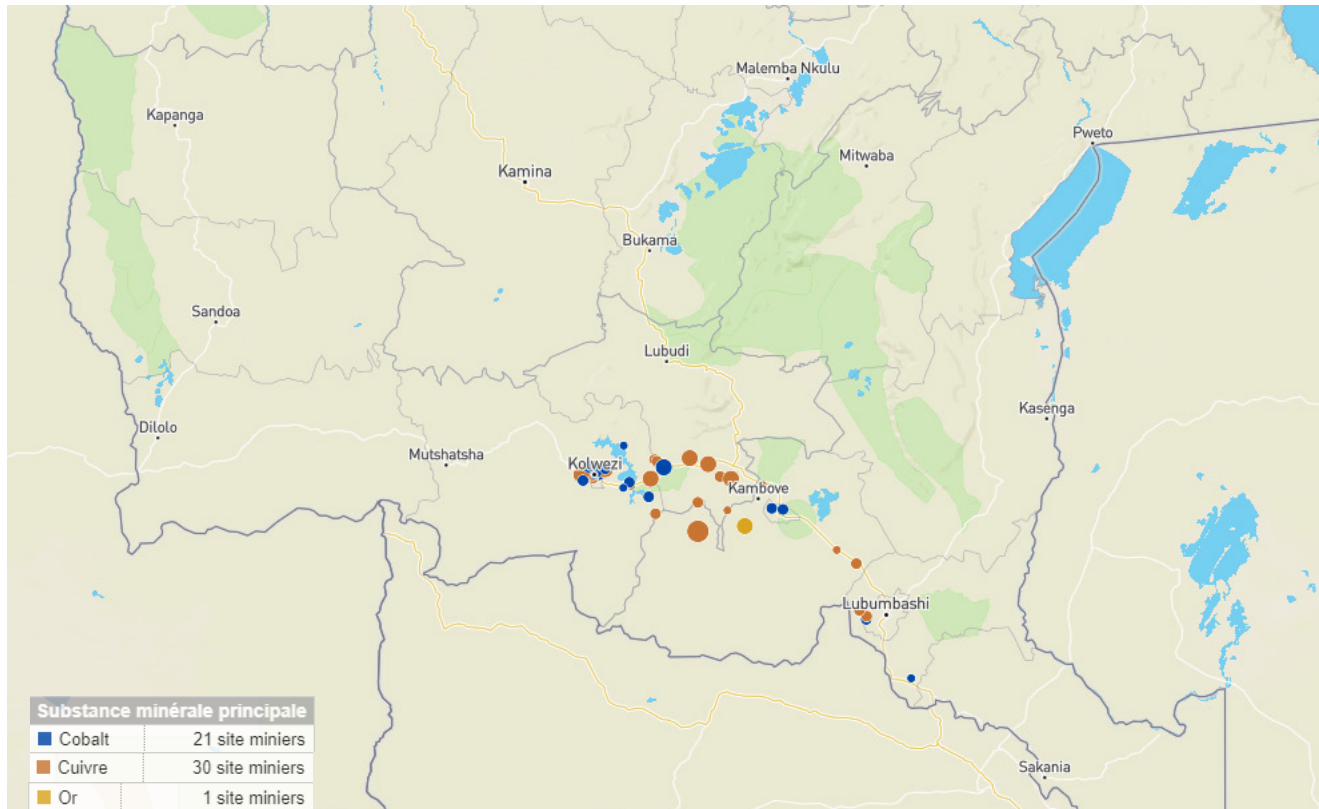 Malemba Nkulu
Kapanga
Pweto
Mitwaba
Kamina
Bukama
Sandoa
Lubudi
Kasenga
Dilolo
Mutshatsha
Kolwezi
Kambove
Lubumbashi
Sakania
Substance minérale principale
Cobalt 21 site miniers
Cuivre 30 site miniers
Or 1 site miniers